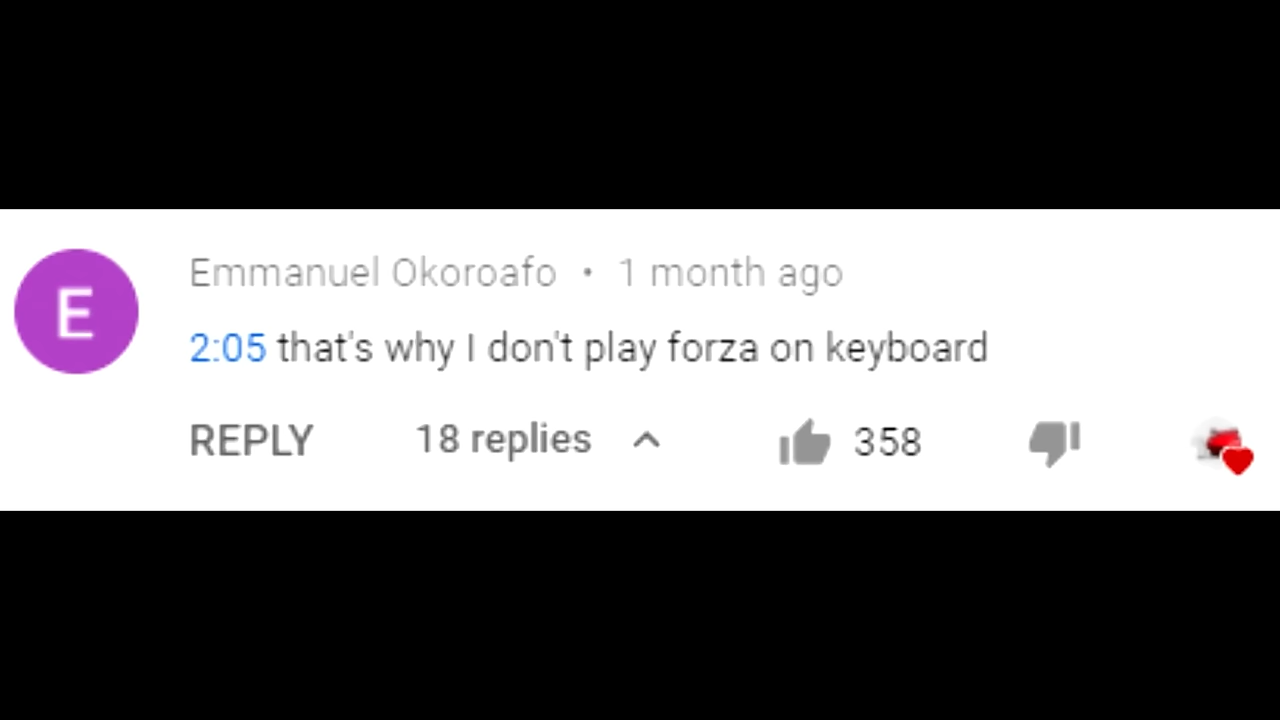 E
Emmanuel Okoroafo • 1 month ago
2:05 that's why I don't play forza on keyboard
REPLY 18 replies 358